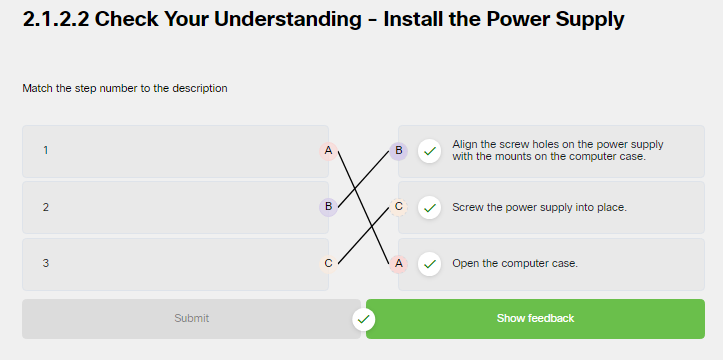 2.1.2.2 Check Your Understanding - Install the Power Supply
Match the step number to the description
1
A
B
Align the screw holes on the power supply
with the mounts on the computer case.
2
B
C
Screw the power supply into place.
3
C
A
Open the computer case.
Submit
Show feedback